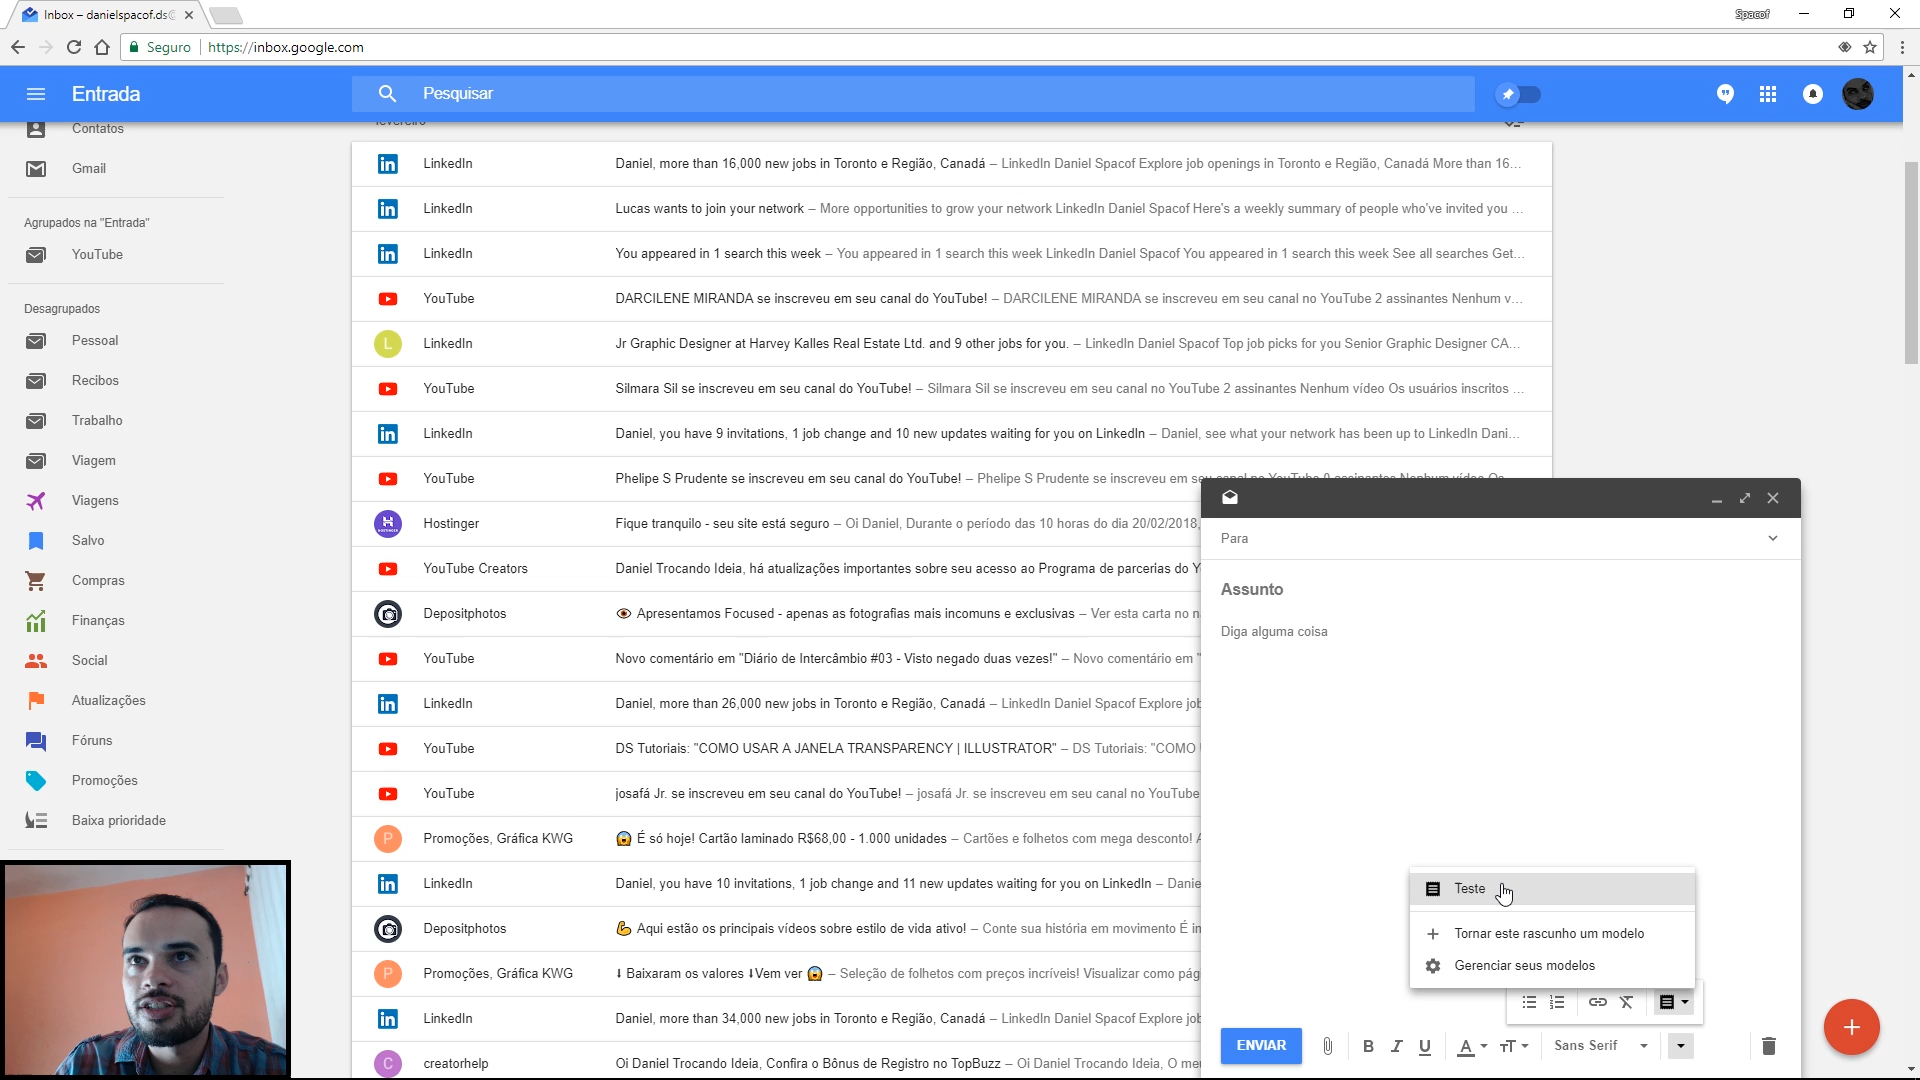 Inbox – danielspacof.ds@
Spacof
Seguro | https://inbox.google.com
Entrada
Pesquisar
Contatos
Gmail
Agrupados na "Entrada"
YouTube
Desagrupados
Pessoal
Recibos
Trabalho
Viagem
Viagens
Salvo
Compras
Finanças
Social
Atualizações
Fóruns
Promoções
Baixa prioridade
fevereiro
LinkedIn Daniel, more than 16,000 new jobs in Toronto e Região, Canadá – LinkedIn Daniel Spacof Explore job openings in Toronto e Região, Canadá More than 16...
LinkedIn Lucas wants to join your network – More opportunities to grow your network LinkedIn Daniel Spacof Here's a weekly summary of people who've invited you ...
LinkedIn You appeared in 1 search this week – You appeared in 1 search this week LinkedIn Daniel Spacof You appeared in 1 search this week See all searches Get...
YouTube DARCILENE MIRANDA se inscreveu em seu canal do YouTube! – DARCILENE MIRANDA se inscreveu em seu canal no YouTube 2 assinantes Nenhum v...
L LinkedIn Jr Graphic Designer at Harvey Kalles Real Estate Ltd. and 9 other jobs for you. – LinkedIn Daniel Spacof Top job picks for you Senior Graphic Designer CA...
YouTube Silmara Sil se inscreveu em seu canal do YouTube! – Silmara Sil se inscreveu em seu canal no YouTube 2 assinantes Nenhum vídeo Os usuários inscritos ...
LinkedIn Daniel, you have 9 invitations, 1 job change and 10 new updates waiting for you on LinkedIn – Daniel, see what your network has been up to LinkedIn Dani...
YouTube Phelipe S Prudente se inscreveu em seu canal do YouTube! – Phelipe S Prudente se inscreveu em seu canal no YouTube 0 assinantes Nenhum vídeo Os
Hostinger Fique tranquilo - seu site está seguro – Oi Daniel, Durante o período das 10 horas do dia 20/02/2018,
YouTube Creators Daniel Trocando Ideia, há atualizações importantes sobre seu acesso ao Programa de parcerias do Y
Depositphotos 👁 Apresentamos Focused - apenas as fotografias mais incomuns e exclusivas – Ver esta carta no n
YouTube Novo comentário em "Diário de Intercâmbio #03 - Visto negado duas vezes!" – Novo comentário em "
LinkedIn Daniel, more than 26,000 new jobs in Toronto e Região, Canadá – LinkedIn Daniel Spacof Explore job
YouTube DS Tutoriais: "COMO USAR A JANELA TRANSPARENCY | ILLUSTRATOR" – DS Tutoriais: "COMO
YouTube josafá Jr. se inscreveu em seu canal do YouTube! – josafá Jr. se inscreveu em seu canal no YouTube
P Promoções, Gráfica KWG 😱 É só hoje! Cartão laminado R$68,00 - 1.000 unidades – Cartões e folhetos com mega desconto!
LinkedIn Daniel, you have 10 invitations, 1 job change and 11 new updates waiting for you on LinkedIn – Danie
Depositphotos 💪 Aqui estão os principais vídeos sobre estilo de vida ativo! – Conte sua história em movimento É in
P Promoções, Gráfica KWG ⬇ Baixaram os valores ⬇Vem ver 😱 – Seleção de folhetos com preços incríveis! Visualizar como pág
LinkedIn Daniel, more than 34,000 new jobs in Toronto e Região, Canadá – LinkedIn Daniel Spacof Explore job
C creatorhelp Oi Daniel Trocando Ideia, Confira o Bônus de Registro no TopBuzz – Oi Daniel Trocando Ideia, O me
Para
Assunto
Diga alguma coisa
Teste
Tornar este rascunho um modelo
Gerenciar seus modelos
ENVIAR
B I U A TT Sans Serif